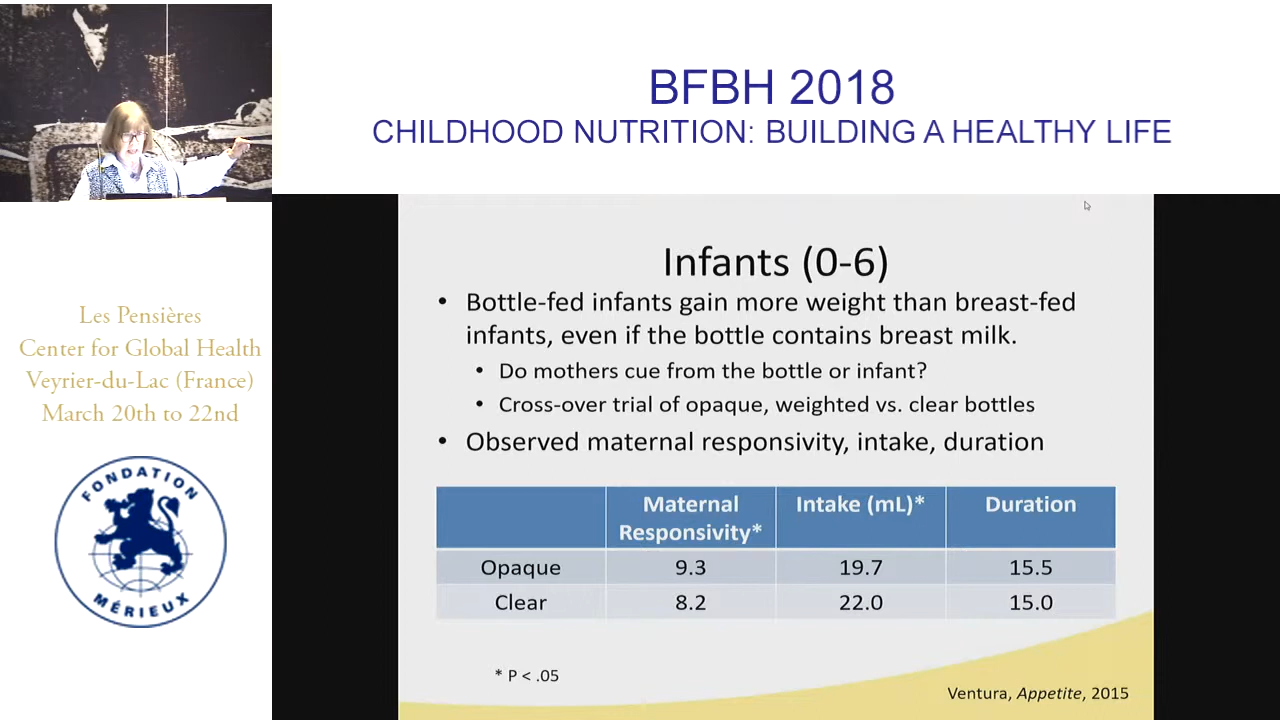 BFBH 2018
CHILDHOOD NUTRITION: BUILDING A HEALTHY LIFE
Les Pensières
Center for Global Health
Veyrier-du-Lac (France)
March 20th to 22nd
FONDATION
MÉRIEUX
Infants (0-6)
• Bottle-fed infants gain more weight than breast-fed
infants, even if the bottle contains breast milk.
• Do mothers cue from the bottle or infant?
• Cross-over trial of opaque, weighted vs. clear bottles
• Observed maternal responsivity, intake, duration
Maternal Responsivity* Intake (mL)* Duration
Opaque 9.3 19.7 15.5
Clear 8.2 22.0 15.0
* P < .05
Ventura, Appetite, 2015